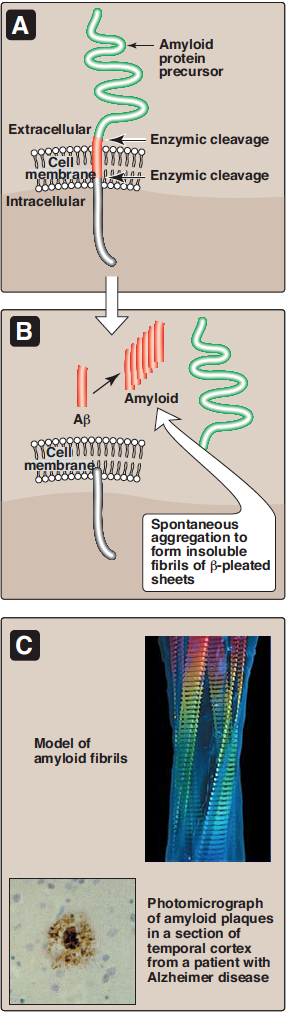 A
Amyloid
protein
precursor
Extracellular
Enzymic cleavage
Cell
membrane
Enzymic cleavage
Intracellular
B
Amyloid
Aβ
Cell
membrane
Spontaneous
aggregation to
form insoluble
fibrils of β-pleated
sheets
C
Model of
amyloid fibrils
Photomicrograph
of amyloid plaques
in a section of
temporal cortex
from a patient with
Alzheimer disease